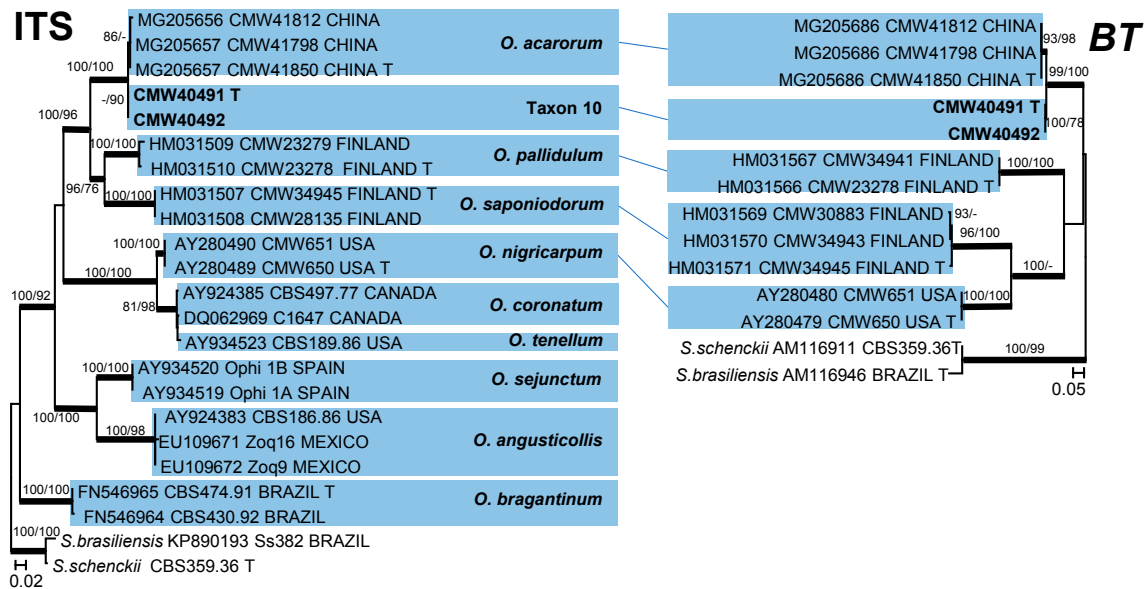 ITS
86/-
MG205656 CMW41812 CHINA
MG205657 CMW41798 CHINA
MG205657 CMW41850 CHINA T
O. acarorum
100/100
-/90
CMW40491 T
CMW40492
Taxon 10
100/96
100/100
HM031509 CMW23279 FINLAND
HM031510 CMW23278 FINLAND T
O. pallidulum
96/76
100/100
HM031507 CMW34945 FINLAND T
HM031508 CMW28135 FINLAND
O. saponiodorum
100/100
AY280490 CMW651 USA
AY280489 CMW650 USA T
O. nigricarpum
100/100
81/98
AY924385 CBS497.77 CANADA
DQ062969 C1647 CANADA
O. coronatum
AY934523 CBS189.86 USA
O. tenellum
100/92
AY934520 Ophi 1B SPAIN
AY934519 Ophi 1A SPAIN
O. sejunctum
100/100
100/98
AY924383 CBS186.86 USA
EU109671 Zoq16 MEXICO
EU109672 Zoq9 MEXICO
O. angusticollis
100/100
FN546965 CBS474.91 BRAZIL T
FN546964 CBS430.92 BRAZIL
O. bragantinum
100/100
S.brasiliensis KP890193 Ss382 BRAZIL
S.schenckii CBS359.36 T
0.02
BT
MG205686 CMW41812 CHINA
MG205686 CMW41798 CHINA
MG205686 CMW41850 CHINA T
93/98
99/100
CMW40491 T
CMW40492
100/78
HM031567 CMW34941 FINLAND
HM031566 CMW23278 FINLAND T
100/100
HM031569 CMW30883 FINLAND
HM031570 CMW34943 FINLAND
HM031571 CMW34945 FINLAND T
93/-
96/100
100/-
AY280480 CMW651 USA
AY280479 CMW650 USA T
100/100
S.schenckii AM116911 CBS359.36T
S.brasiliensis AM116946 BRAZIL T
100/99
0.05